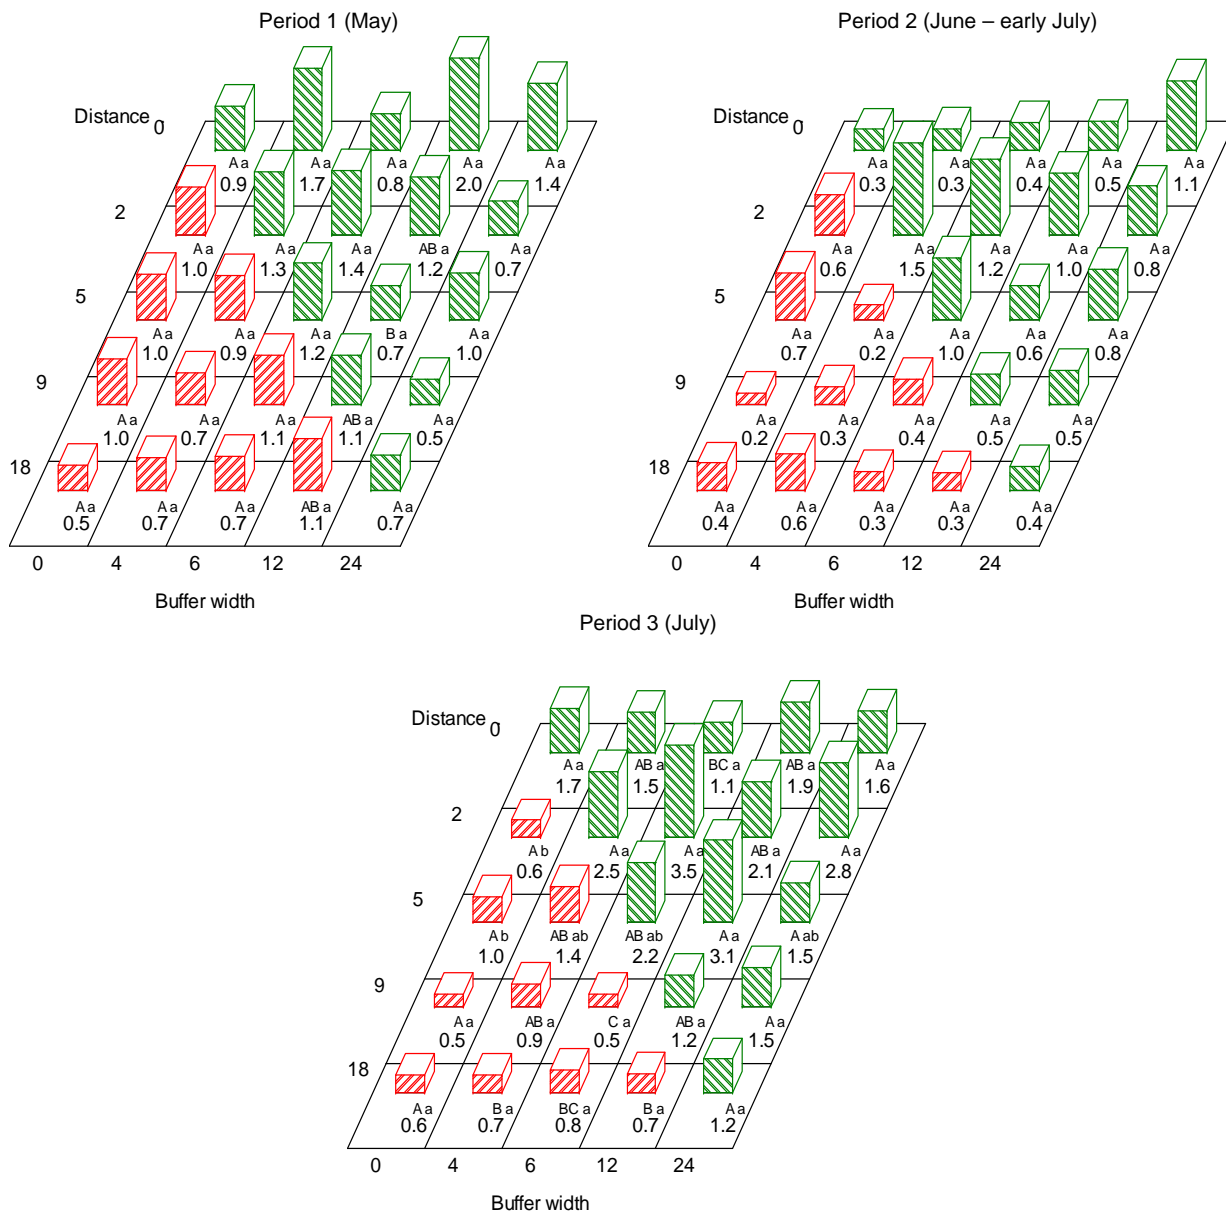 Period 1 (May)
Distance 0
Aa Aa Aa Aa Aa
0.9 1.7 0.8 2.0 1.4
2
Aa Aa Aa AB a Aa
1.0 1.3 1.4 1.2 0.7
5
Aa Aa Aa B a Aa
1.0 0.9 1.2 0.7 1.0
9
Aa Aa Aa AB a Aa
1.0 0.7 1.1 1.1 0.5
18
Aa Aa Aa AB a Aa
0.5 0.7 0.7 1.1 0.7
0 4 6 12 24
Buffer width
Period 2 (June – early July)
Distance 0
Aa Aa Aa Aa Aa
0.3 0.3 0.4 0.5 1.1
2
Aa Aa Aa Aa Aa
0.6 1.5 1.2 1.0 0.8
5
Aa Aa Aa Aa Aa
0.7 0.2 1.0 0.6 0.8
9
Aa Aa Aa Aa Aa
0.2 0.3 0.4 0.5 0.5
18
Aa Aa Aa Aa Aa
0.4 0.6 0.3 0.3 0.4
0 4 6 12 24
Buffer width
Period 3 (July)
Distance 0
Aa AB a BC a AB a Aa
1.7 1.5 1.1 1.9 1.6
2
Ab Aa Aa AB a Aa
0.6 2.5 3.5 2.1 2.8
5
Ab AB ab AB ab Aa A ab
1.0 1.4 2.2 3.1 1.5
9
Aa AB a C a AB a Aa
0.5 0.9 0.5 1.2 1.5
18
Aa B a BC a B a Aa
0.6 0.7 0.8 0.7 1.2
0 4 6 12 24
Buffer width